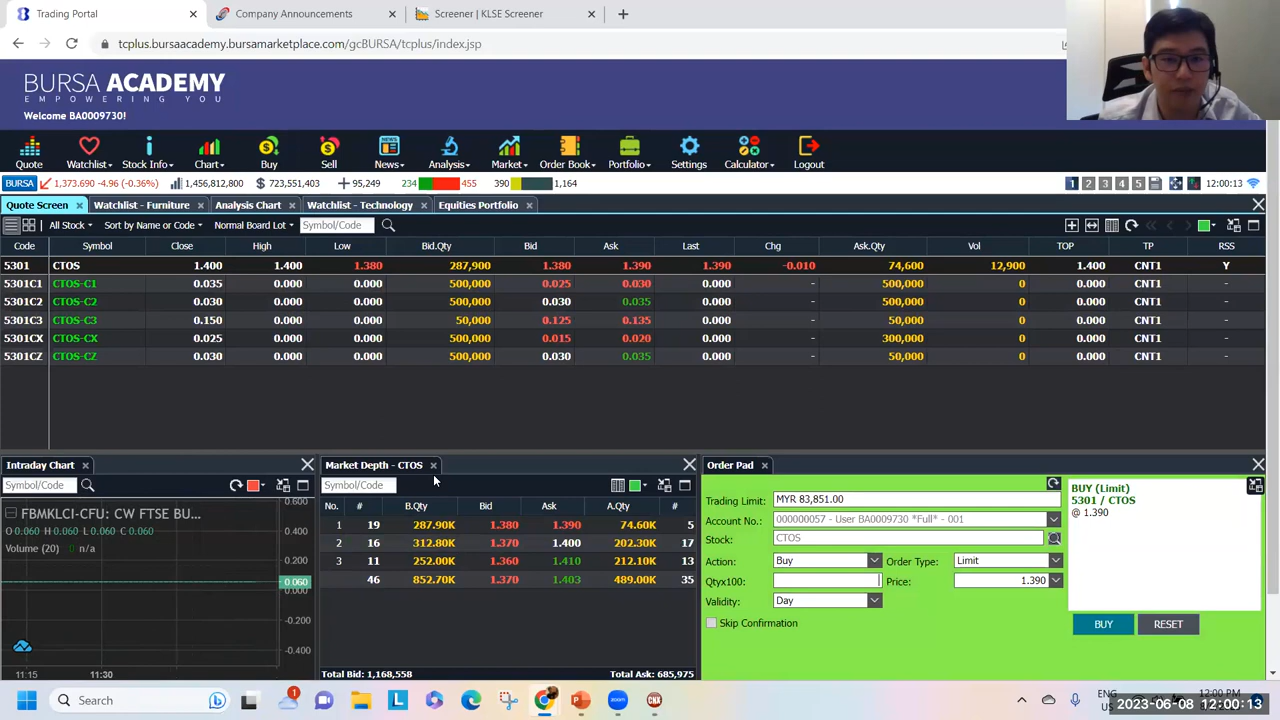 Trading Portal
Company Announcements
Screener | KLSE Screener
tcplus.bursaacademy.bursamarketplace.com/gcBURSA/tcplus/index.jsp
BURSA ACADEMY
EMPOWERING YOU
Welcome BA0009730!
Quote
Watchlist
Stock Info
Chart
Buy
Sell
News
Analysis
Market
Order Book
Portfolio
Settings
Calculator
Logout
BURSA 1,373.690 -4.96 (-0.36%) 1,456,812,800 $ 723,551,403 95,249 234 455 390 1,164 1 2 3 4 5 12:00:13
Quote Screen
Watchlist - Furniture
Analysis Chart
Watchlist - Technology
Equities Portfolio
All Stock Sort by Name or Code Normal Board Lot Symbol/Code
Code Symbol Close High Low Bid.Qty Bid Ask Last Chg Ask.Qty Vol TOP TP RSS
5301 CTOS 1.400 1.400 1.380 287,900 1.380 1.390 1.390 -0.010 74,600 12,900 1.400 CNT1 Y
5301C1 CTOS-C1 0.035 0.000 0.000 500,000 0.025 0.030 0.000 - 500,000 0 0.000 CNT1 -
5301C2 CTOS-C2 0.030 0.000 0.000 500,000 0.030 0.035 0.000 - 500,000 0 0.000 CNT1 -
5301C3 CTOS-C3 0.150 0.000 0.000 50,000 0.125 0.135 0.000 - 50,000 0 0.000 CNT1 -
5301CX CTOS-CX 0.025 0.000 0.000 500,000 0.015 0.020 0.000 - 300,000 0 0.000 CNT1 -
5301CZ CTOS-CZ 0.030 0.000 0.000 500,000 0.030 0.035 0.000 - 50,000 0 0.000 CNT1 -
Intraday Chart
Symbol/Code
FBMKLCI-CFU: CW FTSE BU...
O 0.060 H 0.060 L 0.060 C 0.060
Volume (20) 0 n/a
0.600
0.400
0.200
0.060
0.000
-0.200
-0.400
11:15 11:30
Market Depth - CTOS
Symbol/Code
No. # B.Qty Bid Ask A.Qty #
1 19 287.90K 1.380 1.390 74.60K 5
2 16 312.80K 1.370 1.400 202.30K 17
3 11 252.00K 1.360 1.410 212.10K 13
46 852.70K 1.370 1.403 489.00K 35
Total Bid: 1,168,558 Total Ask: 685,975
Order Pad
Trading Limit: MYR 83,851.00
Account No.: 000000057 - User BA0009730 *Full* - 001
Stock: CTOS
Action: Buy Order Type: Limit
Qtyx100: Price: 1.390
Validity: Day
Skip Confirmation
BUY (Limit)
5301 / CTOS
@ 1.390
BUY RESET
Search
1
ENG
US
12:00 PM
2023-06-08 12:00:13